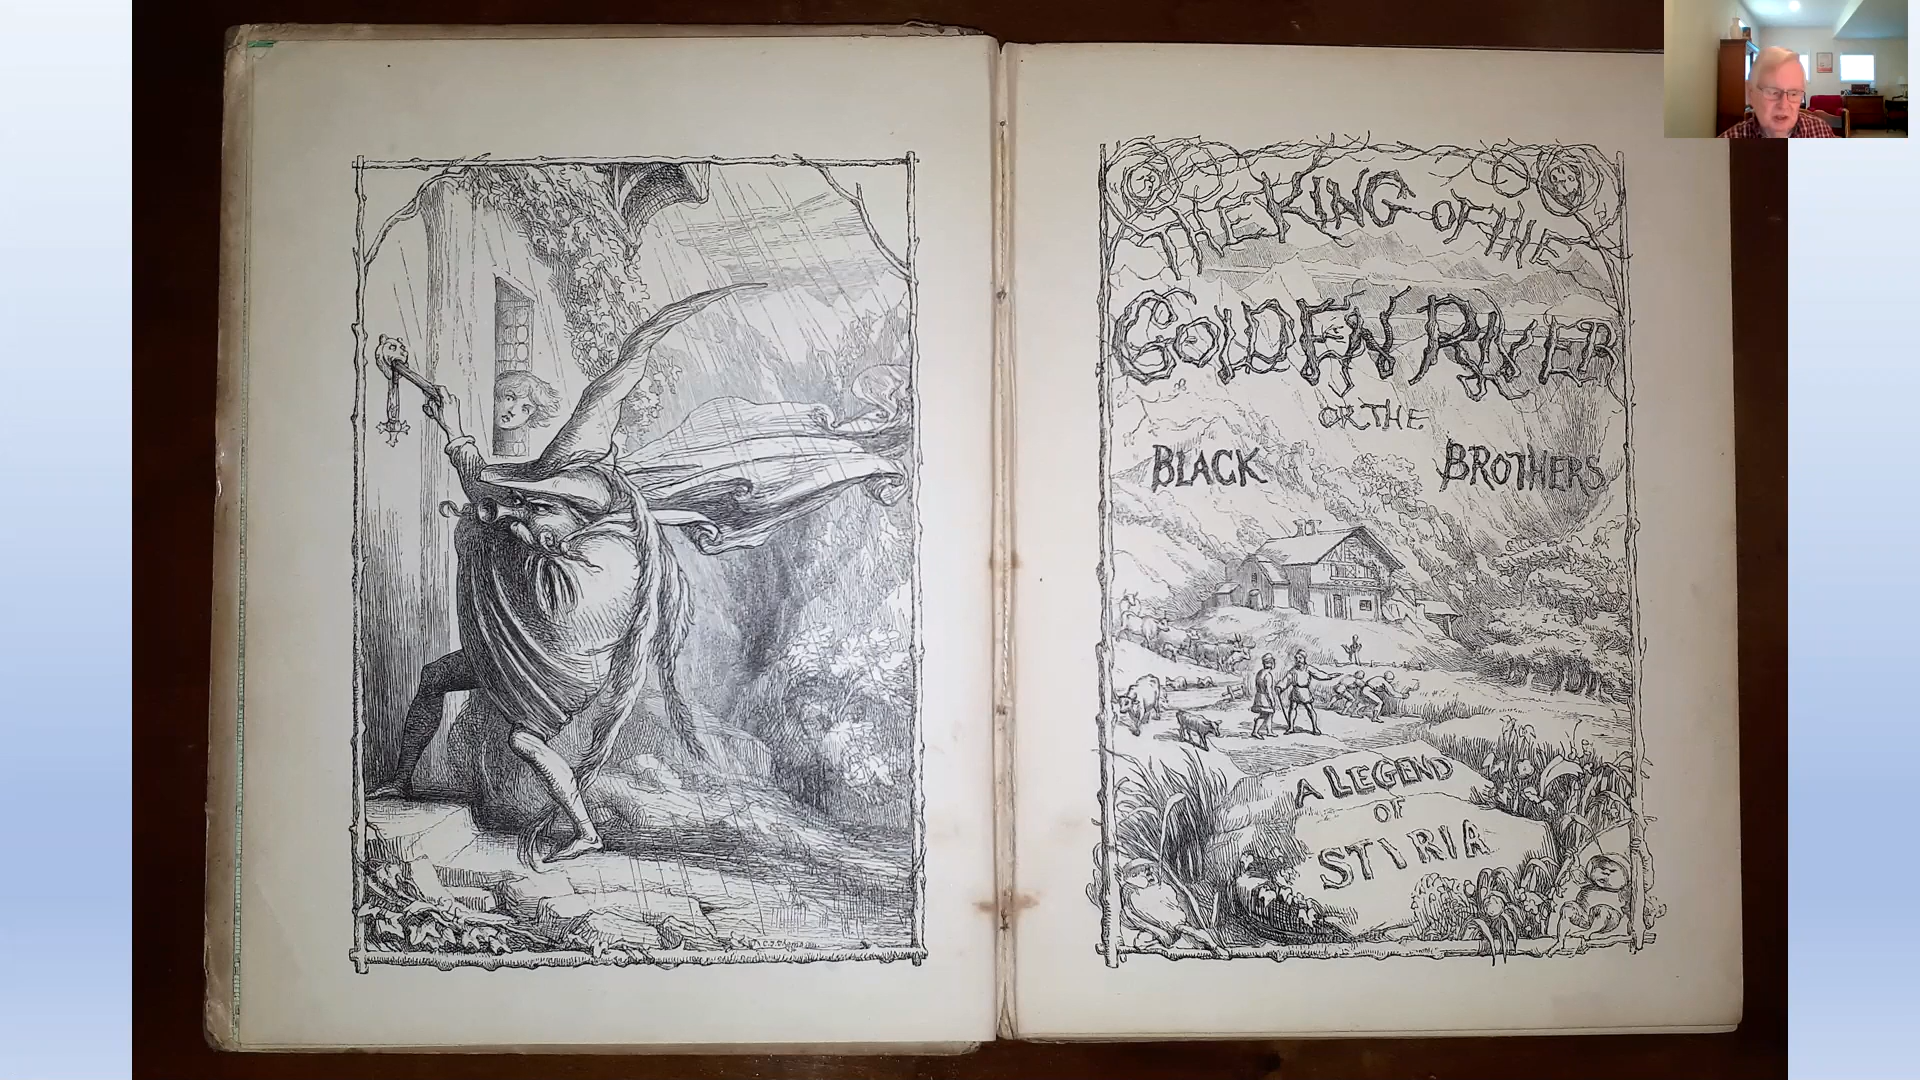 THE KING OF THE
GOLDEN RIVER
OR THE
BLACK BROTHERS
A LEGEND
OF
STIRIA